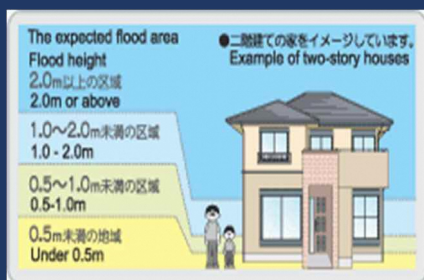 The expected flood area
Flood height
2.0m以上の区域
2.0m or above
1.0～2.0m未満の区域
1.0 - 2.0m
0.5～1.0m未満の区域
0.5-1.0m
0.5m未満の地域
Under 0.5m
●二階建ての家をイメージしています。
Example of two-story houses